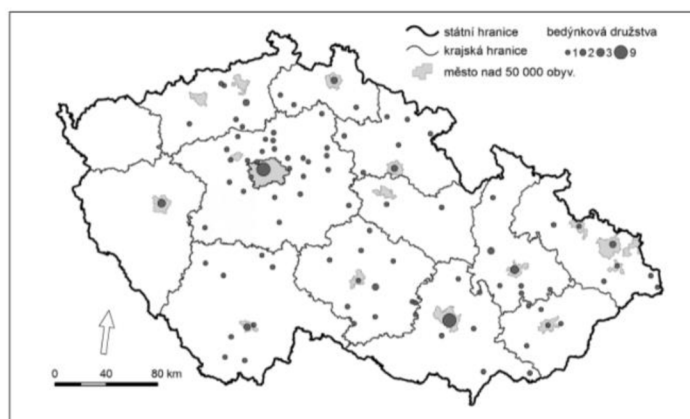 státní hranice
krajská hranice
město nad 50 000 obyv.
bedýnková družstva
1 2 3 9
0 40 80 km